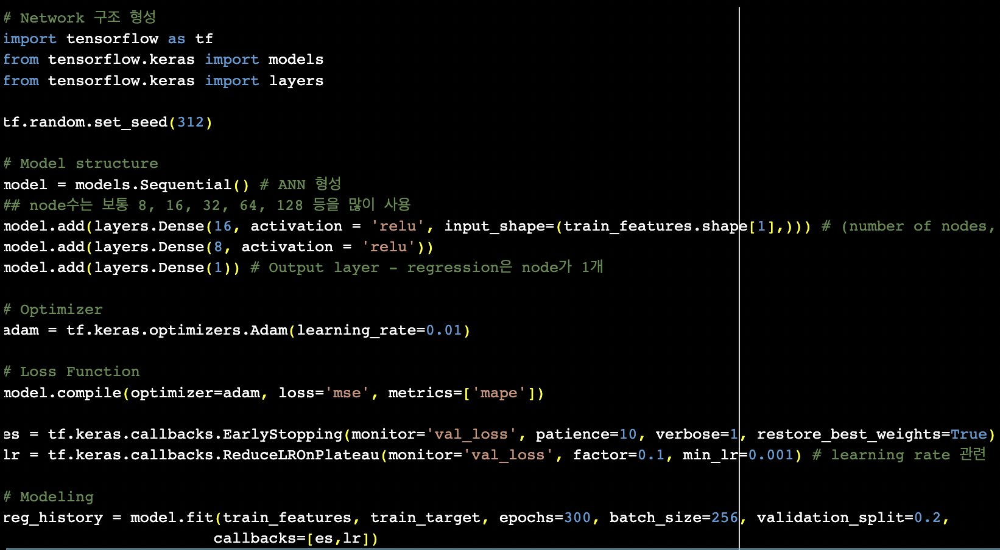 # Network 구조 형성
import tensorflow as tf
from tensorflow.keras import models
from tensorflow.keras import layers
tf.random.set_seed(312)
# Model structure
model = models.Sequential() # ANN 형성
## node수는 보통 8, 16, 32, 64, 128 등을 많이 사용
model.add(layers.Dense(16, activation = 'relu', input_shape=(train_features.shape[1],))) # (number of nodes,
model.add(layers.Dense(8, activation = 'relu'))
model.add(layers.Dense(1)) # Output layer - regression은 node가 1개
# Optimizer
adam = tf.keras.optimizers.Adam(learning_rate=0.01)
# Loss Function
model.compile(optimizer=adam, loss='mse', metrics=['mape'])
es = tf.keras.callbacks.EarlyStopping(monitor='val_loss', patience=10, verbose=1, restore_best_weights=True)
lr = tf.keras.callbacks.ReduceLROnPlateau(monitor='val_loss', factor=0.1, min_lr=0.001) # learning rate 관련
# Modeling
reg_history = model.fit(train_features, train_target, epochs=300, batch_size=256, validation_split=0.2,
callbacks=[es,lr])